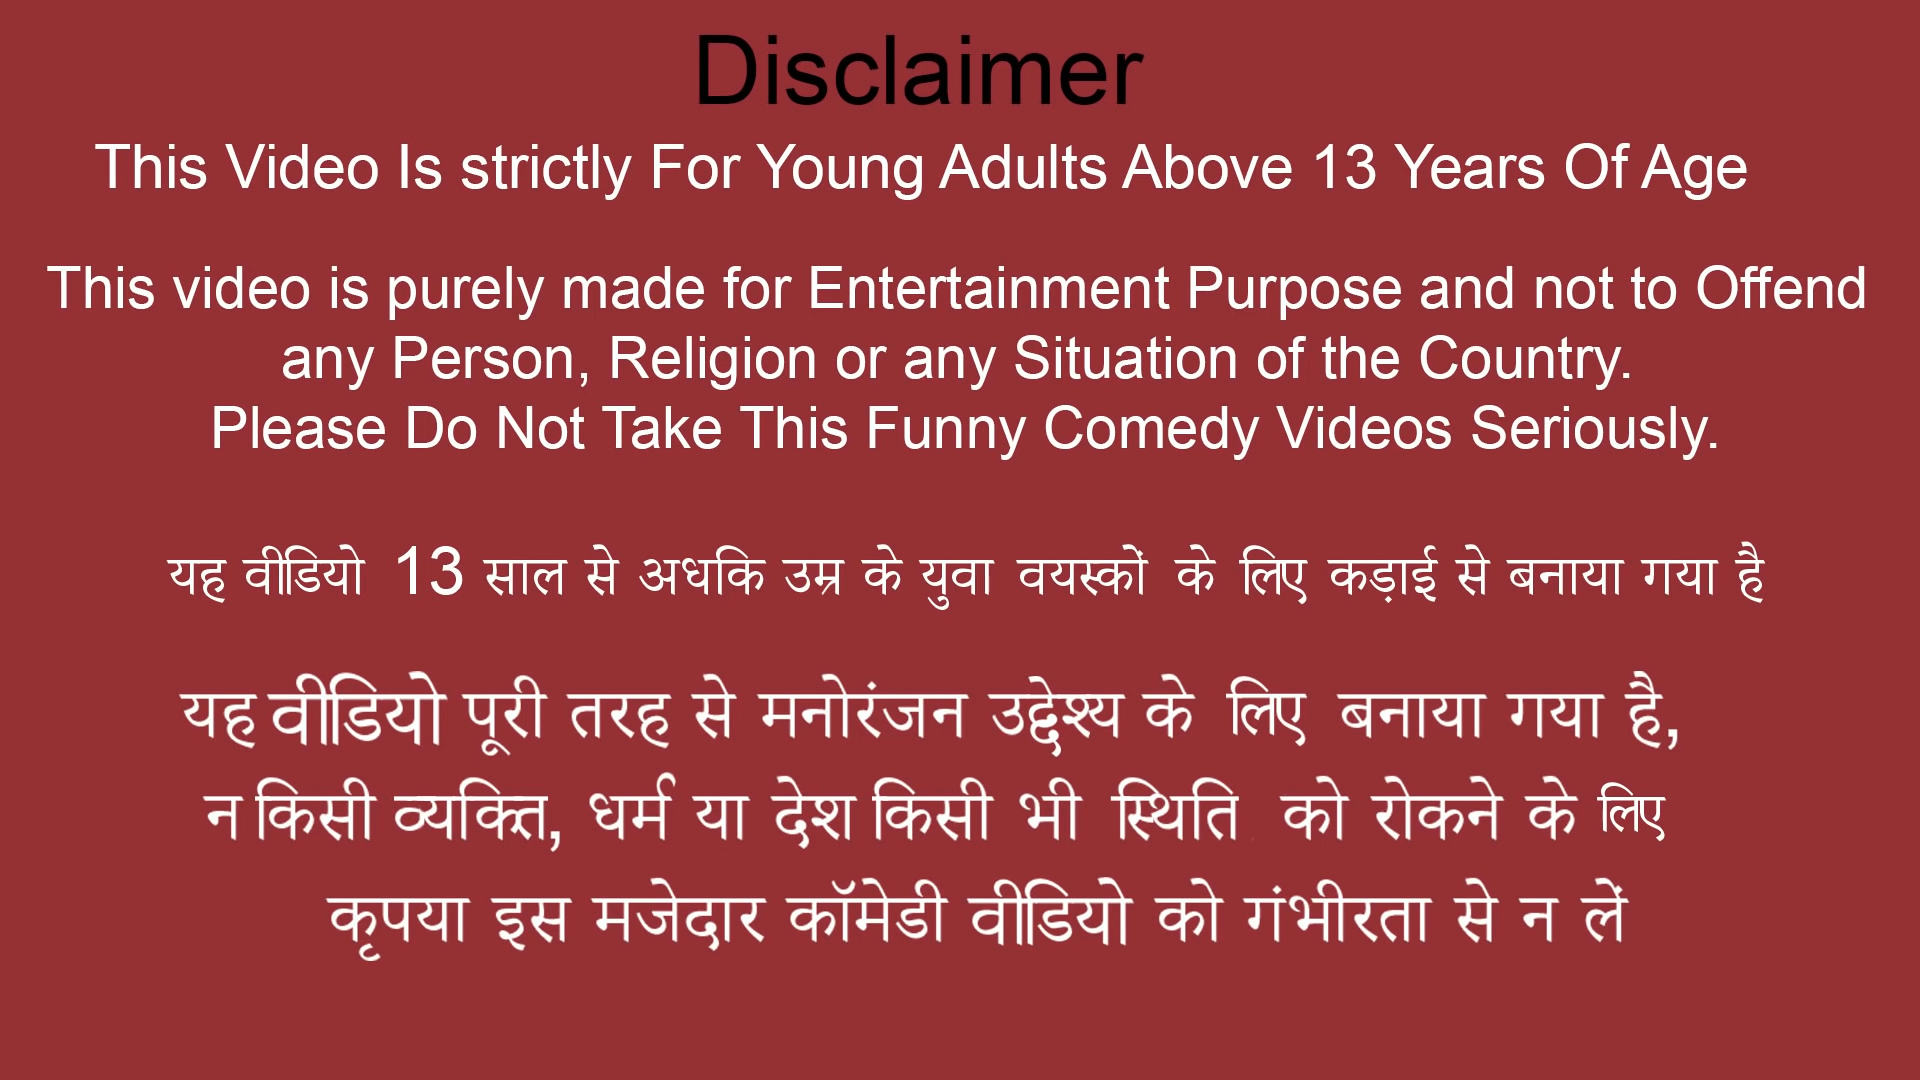 Disclaimer
This Video Is strictly For Young Adults Above 13 Years Of Age
This video is purely made for Entertainment Purpose and not to Offend
any Person, Religion or any Situation of the Country.
Please Do Not Take This Funny Comedy Videos Seriously.
यह वीडियो 13 साल से अधकि उम्र के युवा वयस्कों के लिए कड़ाई से बनाया गया है
यह वीडियो पूरी तरह से मनोरंजन उद्देश्य के लिए बनाया गया है,
न किसी व्यक्ति, धर्म या देश किसी भी स्थिति को रोकने के लिए
कृपया इस मजेदार कॉमेडी वीडियो को गंभीरता से न लें